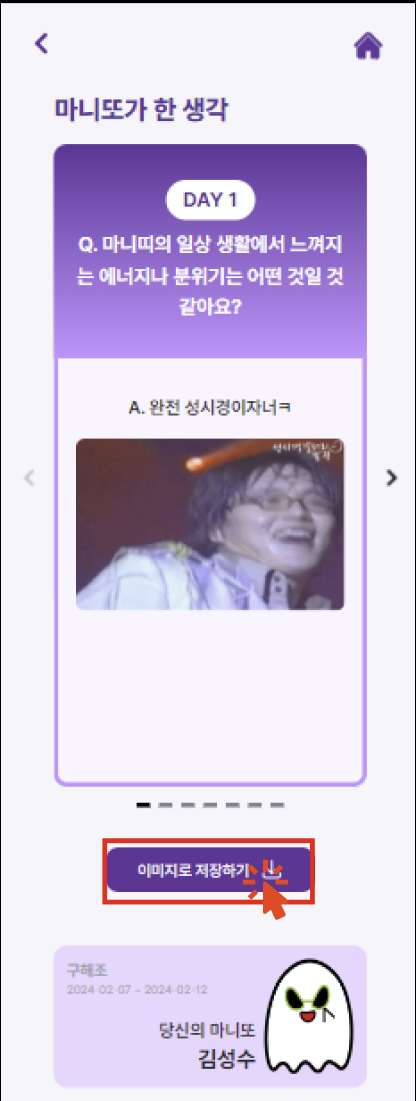 마니또가 한 생각
DAY 1
Q. 마니띠의 일상 생활에서 느껴지
는 에너지나 분위기는 어떤 것일 것
같아요?
A. 완전 성시경이자너ㅋ
이미지로 저장하기
구해조
2024-02-07 - 2024-02-12
당신의 마니또
김성수